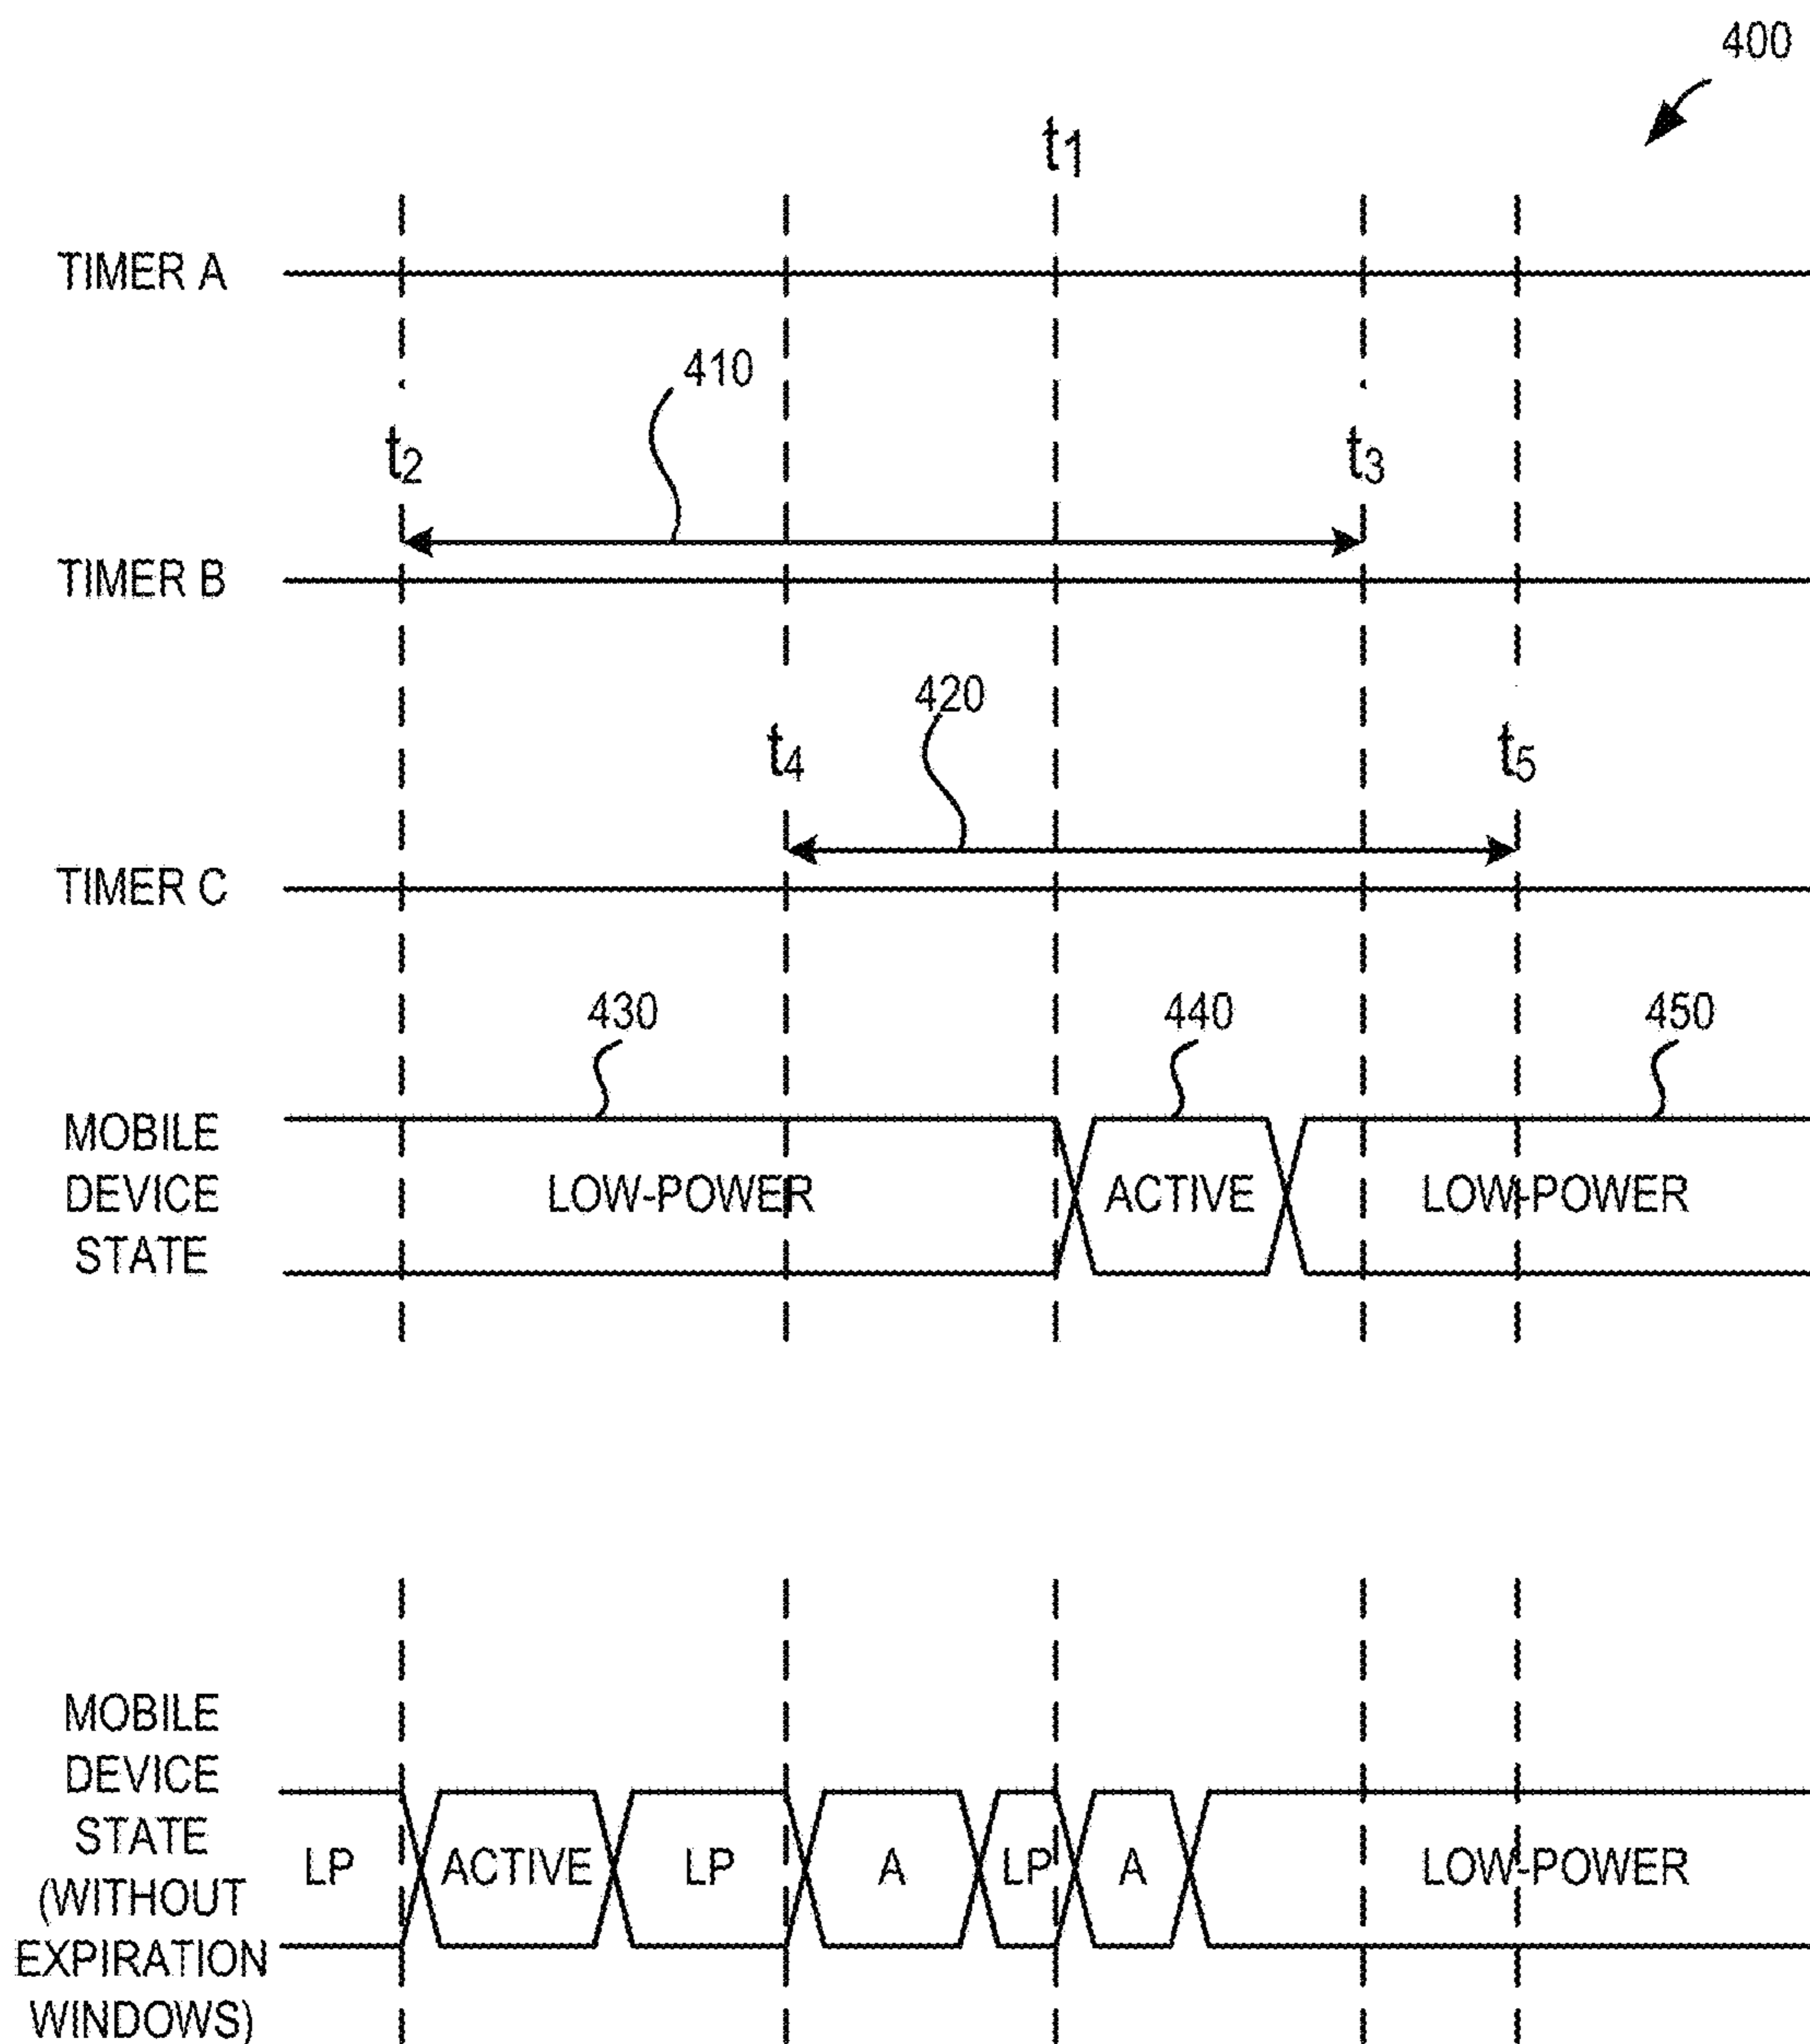 400
t1
TIMER A
410
t2
t3
TIMER B
420
t4
t5
TIMER C
430
440
450
MOBILE
DEVICE
STATE
LOW-POWER
ACTIVE
LOW-POWER
MOBILE
DEVICE
STATE
(WITHOUT
EXPIRATION
WINDOWS)
LP
ACTIVE
LP
A
LP
A
LOW-POWER